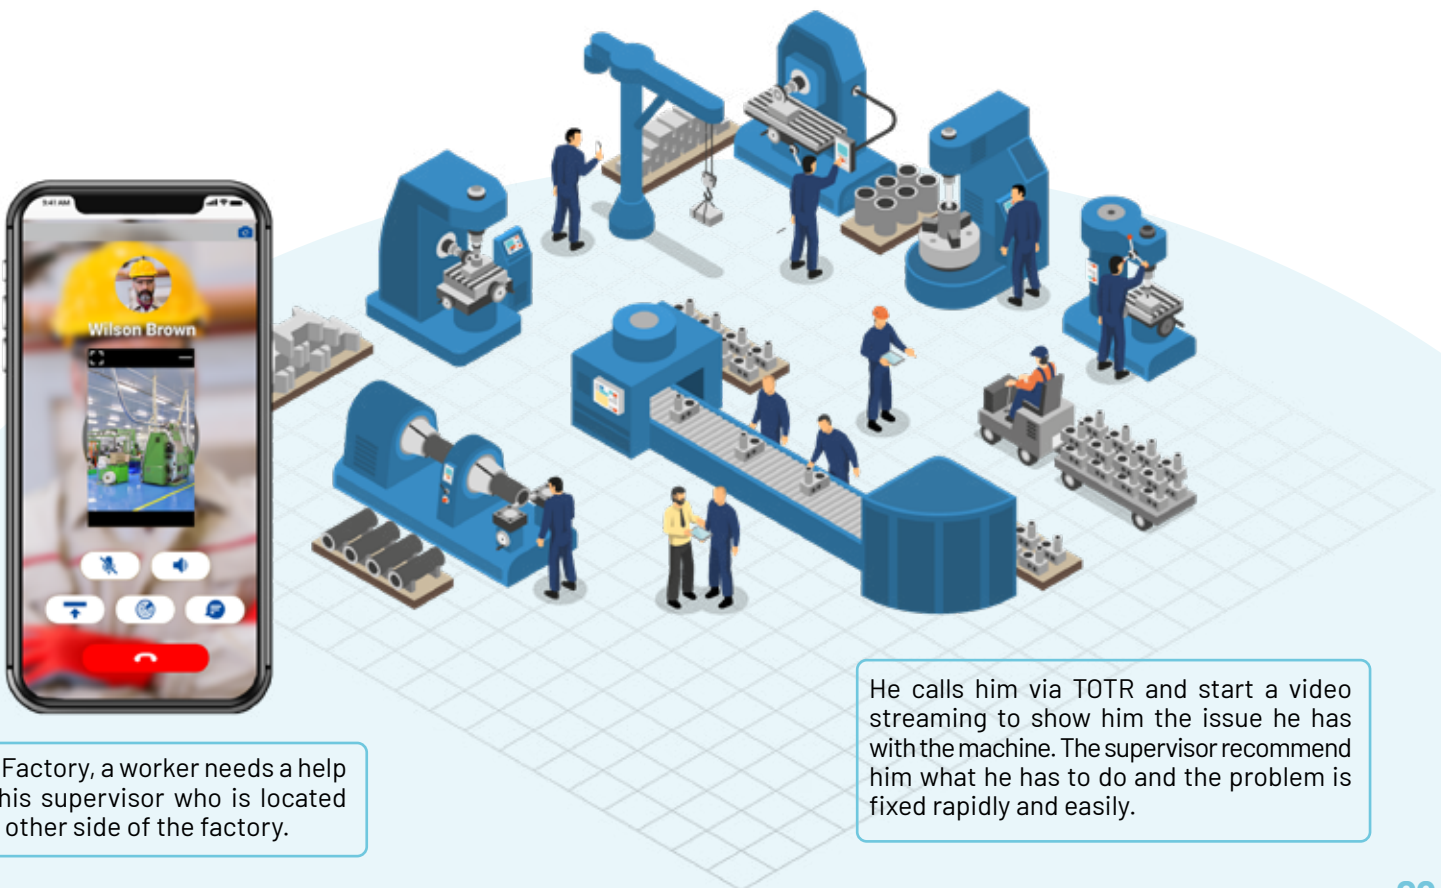 9:41 AM
Wilson Brown
Factory, a worker needs a help
his supervisor who is located
other side of the factory.
He calls him via TOTR and start a video
streaming to show him the issue he has
with the machine. The supervisor recommend
him what he has to do and the problem is
fixed rapidly and easily.